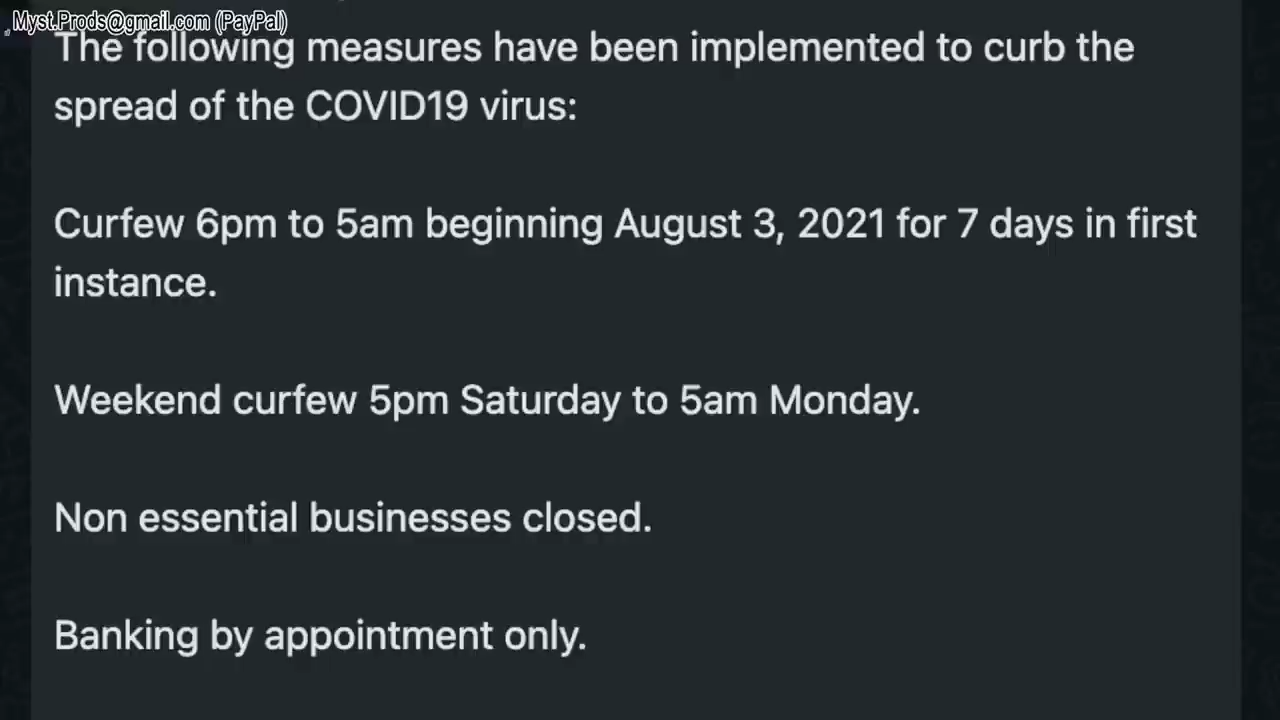 Myst.Prods@gmail.com (PayPal)
The following measures have been implemented to curb the
spread of the COVID19 virus:
Curfew 6pm to 5am beginning August 3, 2021 for 7 days in first
instance.
Weekend curfew 5pm Saturday to 5am Monday.
Non essential businesses closed.
Banking by appointment only.